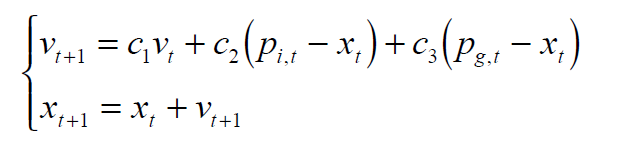 v_{t+1} = c_1 v_t + c_2 (p_{i,t} − x_t) + c_3 (p_{g,t} − x_t)
x_{t+1} = x_t + v_{t+1}